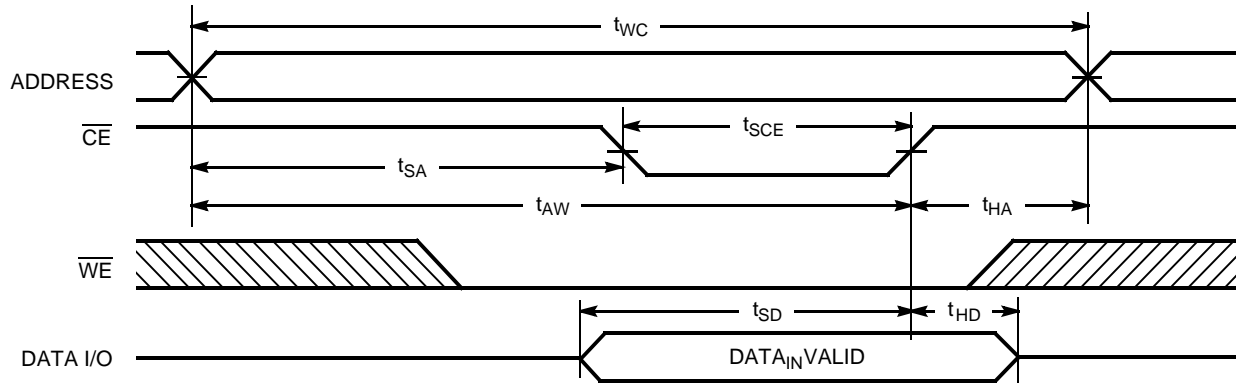 tWC
ADDRESS
CE
tSCE
tSA
tAW
tHA
WE
tSD
tHD
DATA I/O
DATAINVALID